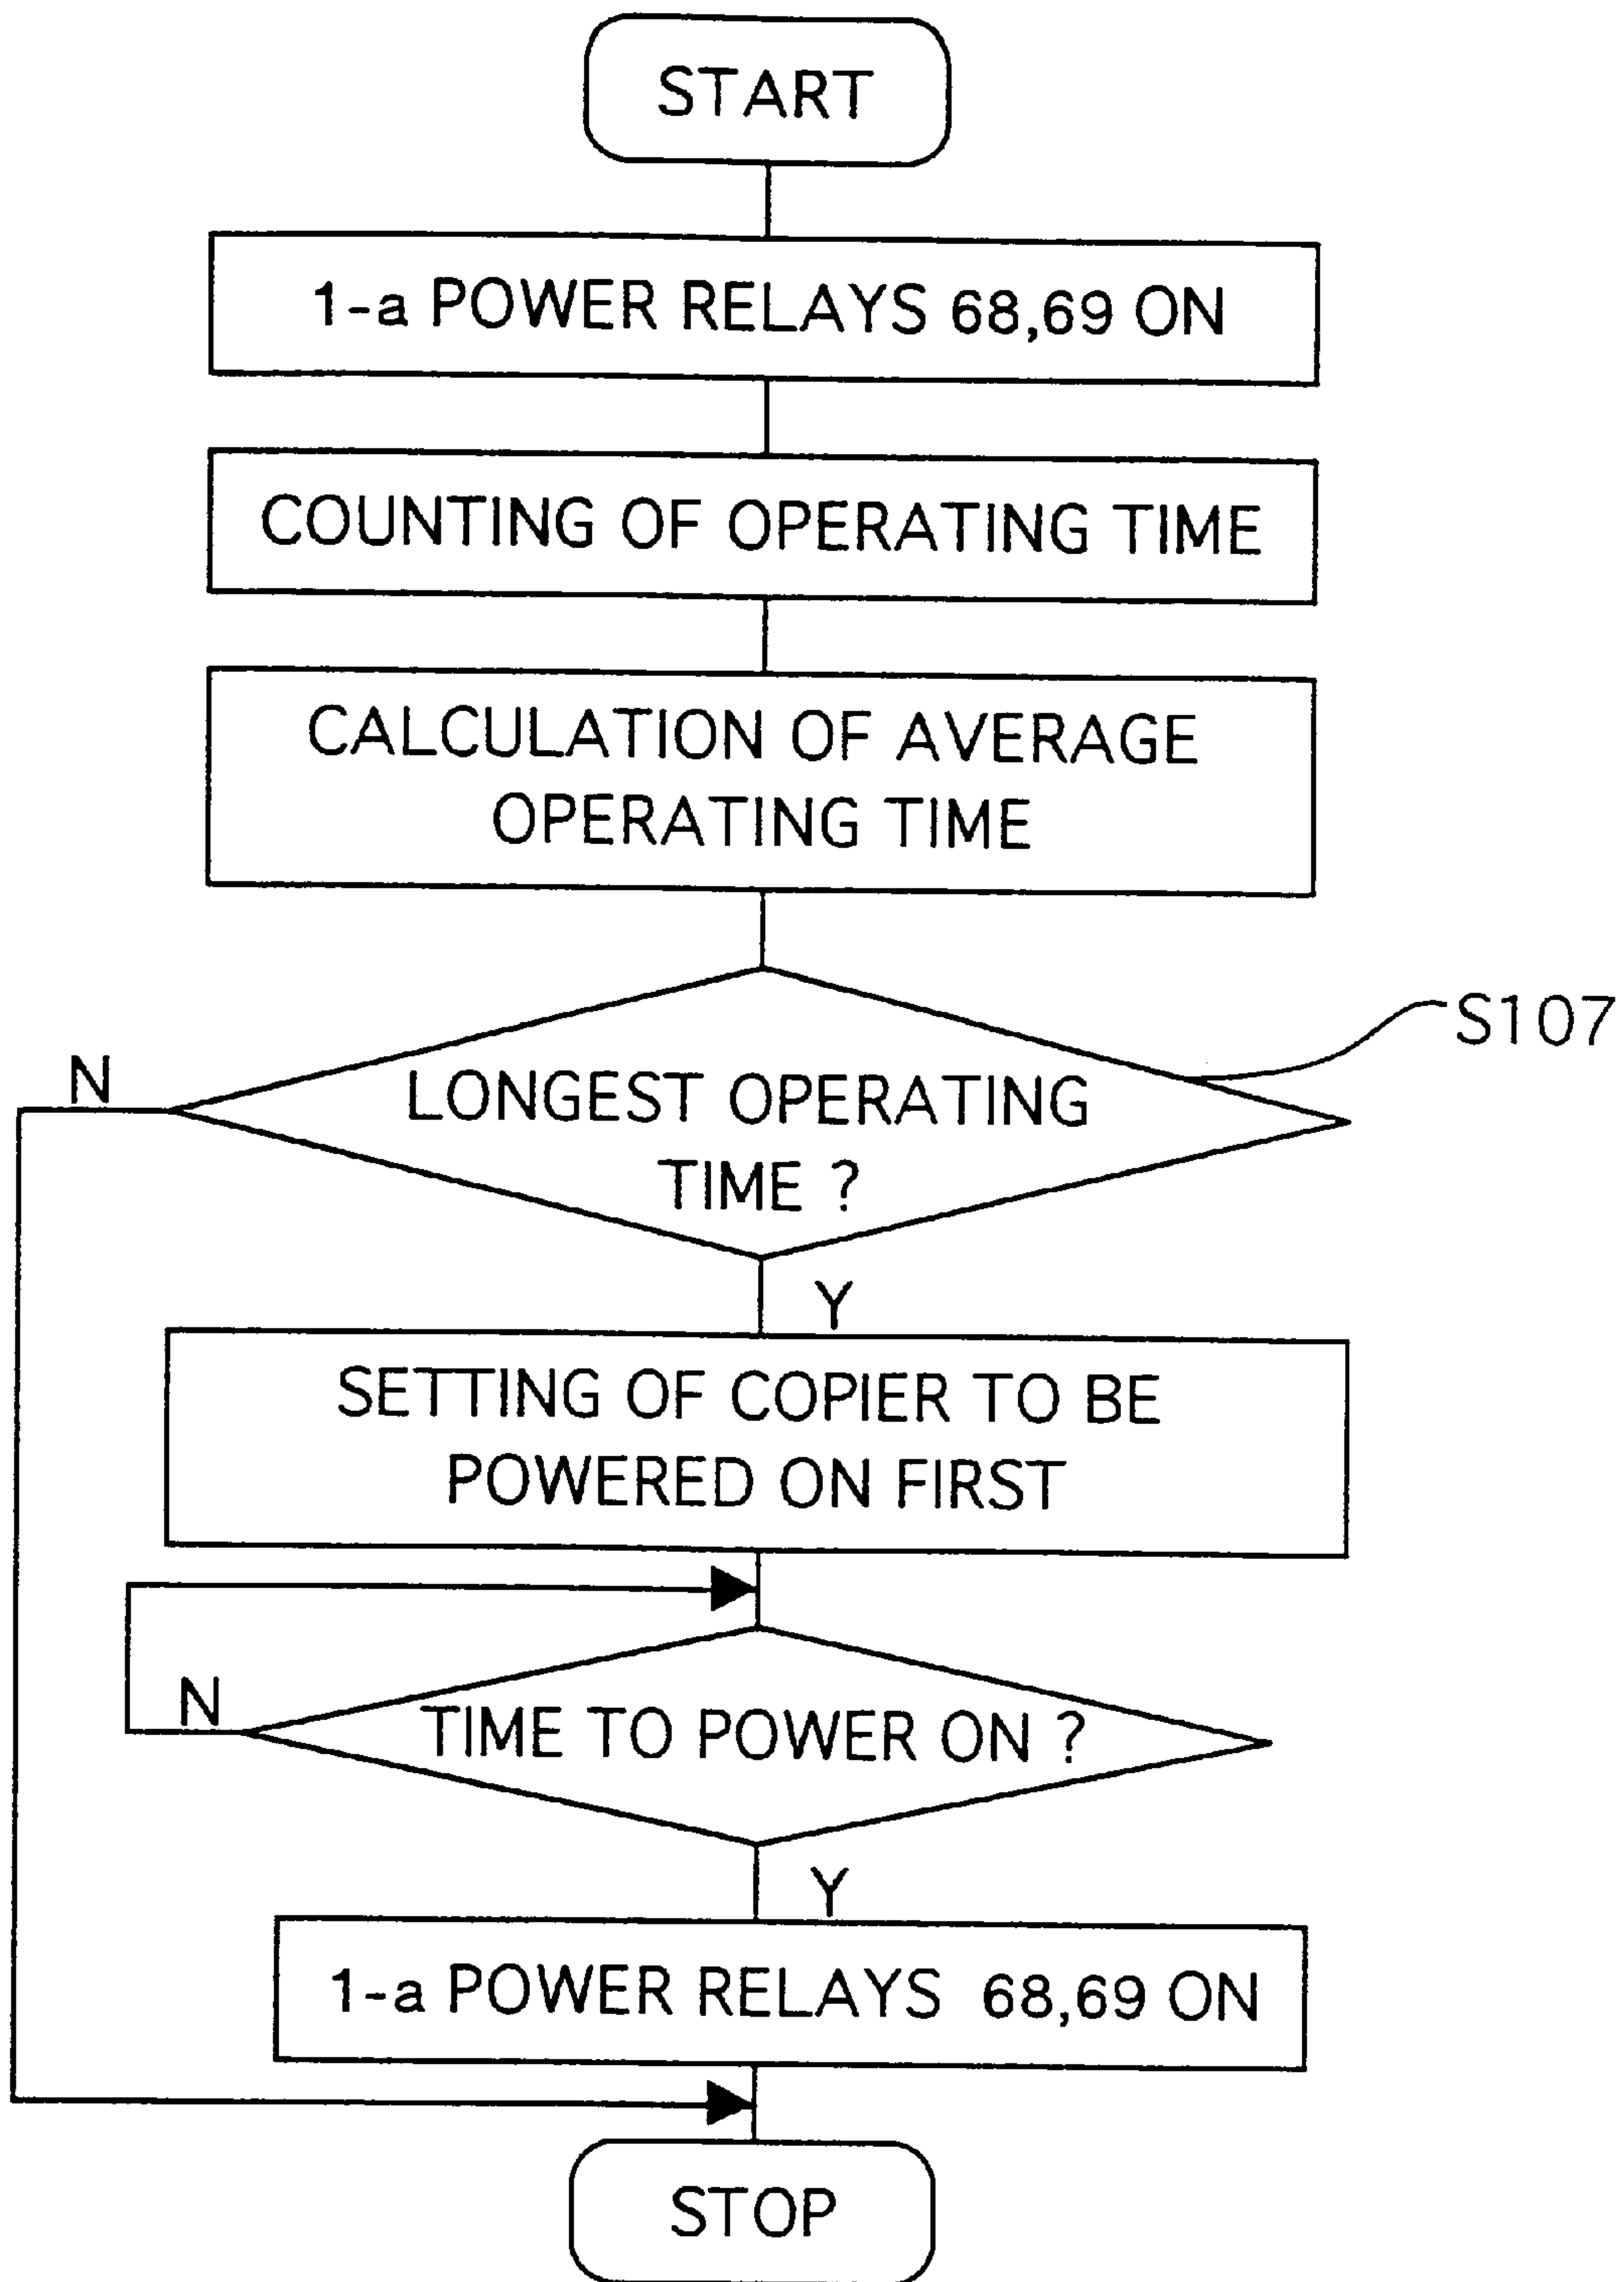 START
1-a POWER RELAYS 68,69 ON
COUNTING OF OPERATING TIME
CALCULATION OF AVERAGE
OPERATING TIME
S107
N
LONGEST OPERATING
TIME ?
Y
SETTING OF COPIER TO BE
POWERED ON FIRST
N
TIME TO POWER ON ?
Y
1-a POWER RELAYS 68,69 ON
STOP